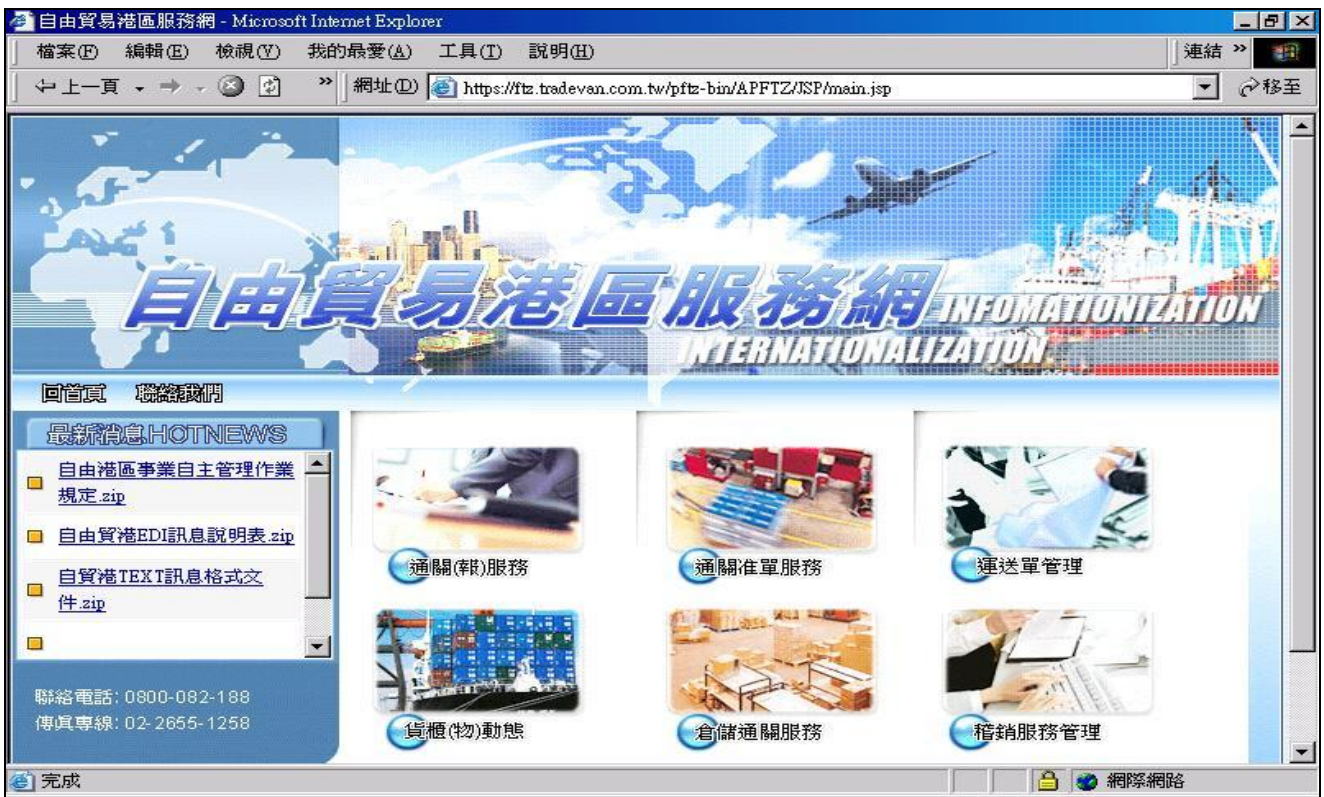 自由貿易港區服務網 - Microsoft Internet Explorer
檔案(F) 編輯(E) 檢視(V) 我的最愛(A) 工具(T) 說明(H) 連結 »
上一頁 » 網址(D) https://ftz.tradevan.com.tw/pftz-bin/APFTZ/JSP/main.jsp 移至
自由貿易港區服務網 INFOMATIONIZATION
INTERNATIONALIZATION
回首頁 聯絡我們
最新消息HOTNEWS
自由港區事業自主管理作業
規定.zip
自由貿港EDI訊息說明表.zip
自貿港TEXT訊息格式文
件.zip
聯絡電話: 0800-082-188
傳真專線: 02-2655-1258
通關(報)服務 通關准單服務 運送單管理
貨櫃(物)動態 倉儲通關服務 稽銷服務管理
完成 網際網路